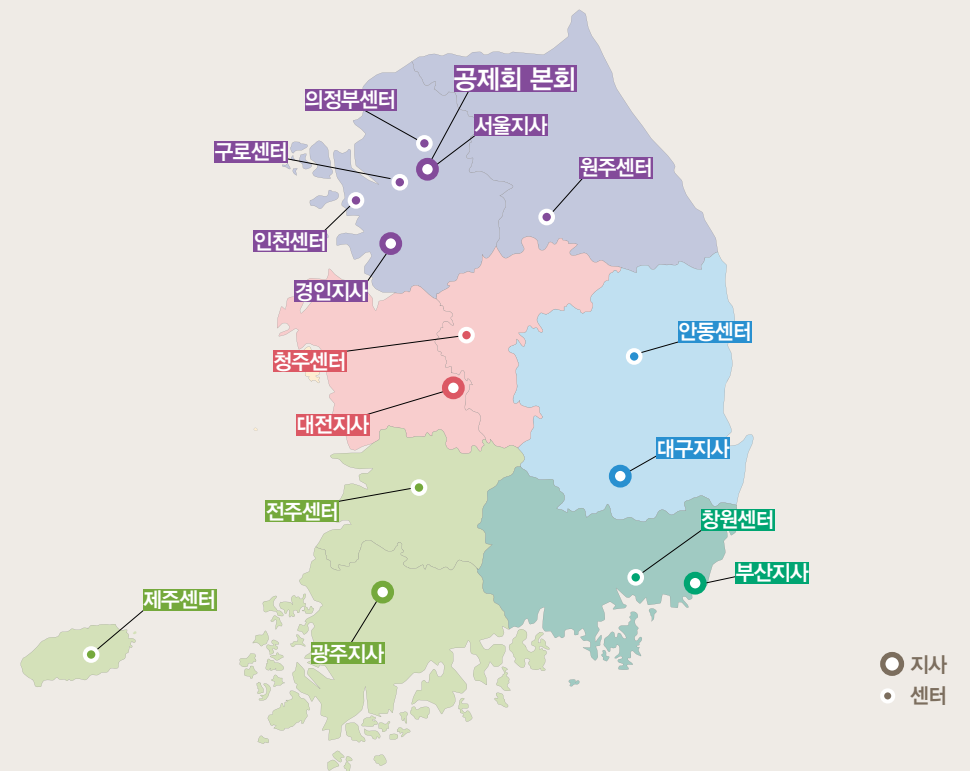 공제회 본회
의정부센터
서울지사
구로센터
원주센터
인천센터
경인지사
안동센터
청주센터
대전지사
대구지사
전주센터
창원센터
부산지사
제주센터
광주지사
지사
센터